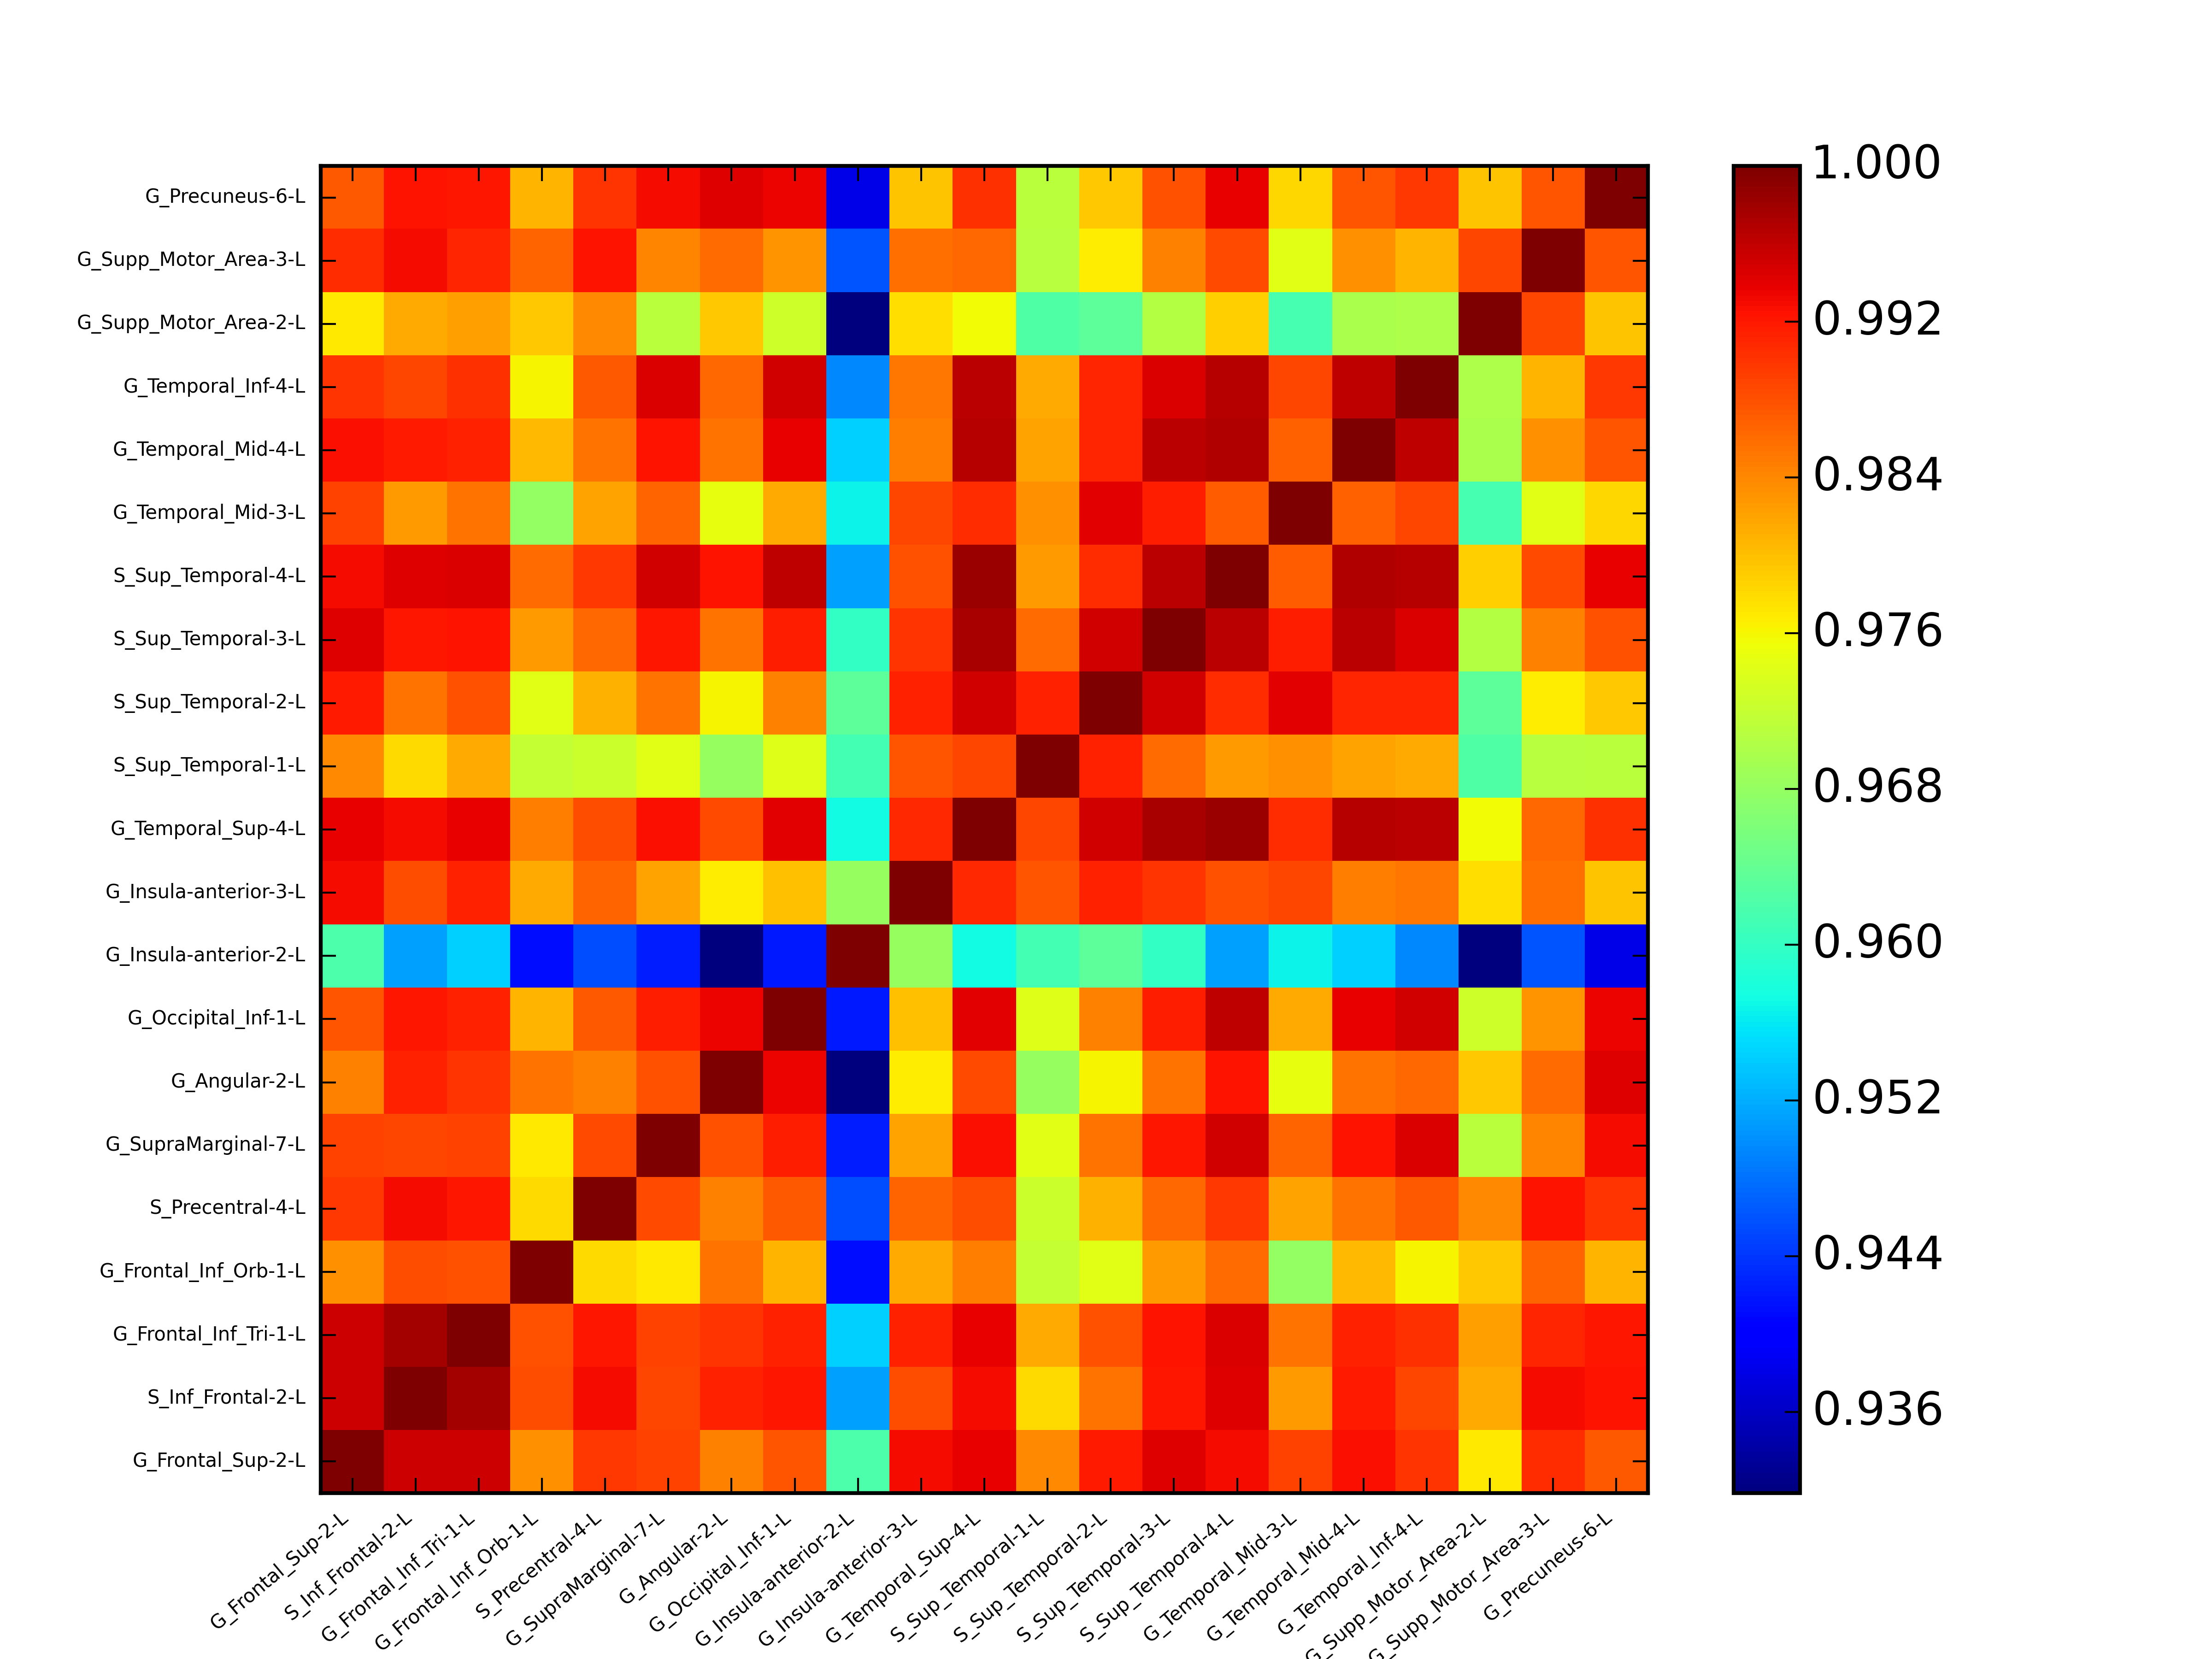 G_Precuneus-6-L
G_Supp_Motor_Area-3-L
G_Supp_Motor_Area-2-L
G_Temporal_Inf-4-L
G_Temporal_Mid-4-L
G_Temporal_Mid-3-L
S_Sup_Temporal-4-L
S_Sup_Temporal-3-L
S_Sup_Temporal-2-L
S_Sup_Temporal-1-L
G_Temporal_Sup-4-L
G_Insula-anterior-3-L
G_Insula-anterior-2-L
G_Occipital_Inf-1-L
G_Angular-2-L
G_SupraMarginal-7-L
S_Precentral-4-L
G_Frontal_Inf_Orb-1-L
G_Frontal_Inf_Tri-1-L
S_Inf_Frontal-2-L
G_Frontal_Sup-2-L
G_Frontal_Sup-2-L
S_Inf_Frontal-2-L
G_Frontal_Inf_Tri-1-L
G_Frontal_Inf_Orb-1-L
S_Precentral-4-L
G_SupraMarginal-7-L
G_Angular-2-L
G_Occipital_Inf-1-L
G_Insula-anterior-2-L
G_Insula-anterior-3-L
G_Temporal_Sup-4-L
S_Sup_Temporal-1-L
S_Sup_Temporal-2-L
S_Sup_Temporal-3-L
S_Sup_Temporal-4-L
G_Temporal_Mid-3-L
G_Temporal_Mid-4-L
G_Temporal_Inf-4-L
G_Supp_Motor_Area-2-L
G_Supp_Motor_Area-3-L
G_Precuneus-6-L
1.000
0.992
0.984
0.976
0.968
0.960
0.952
0.944
0.936